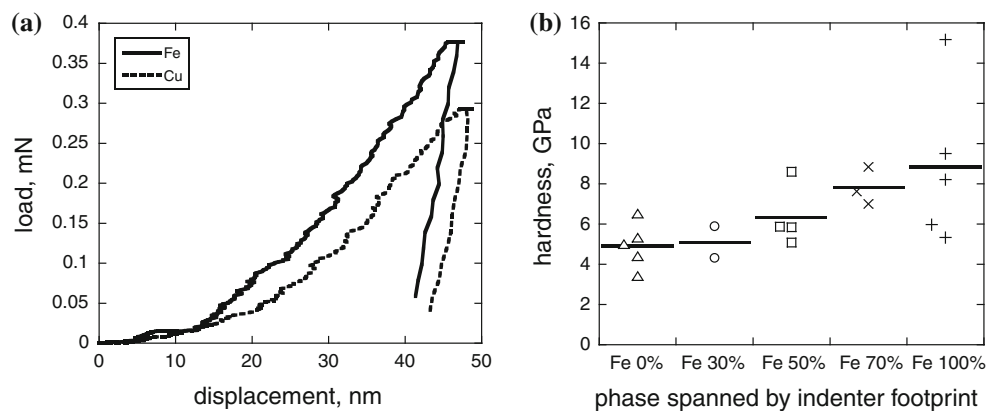 (a)
0.4
0.35
0.3
0.25
0.2
0.15
0.1
0.05
0
load, mN
Fe
Cu
0 10 20 30 40 50
displacement, nm
(b)
16
14
12
10
8
6
4
2
0
hardness, GPa
Fe 0% Fe 30% Fe 50% Fe 70% Fe 100%
phase spanned by indenter footprint